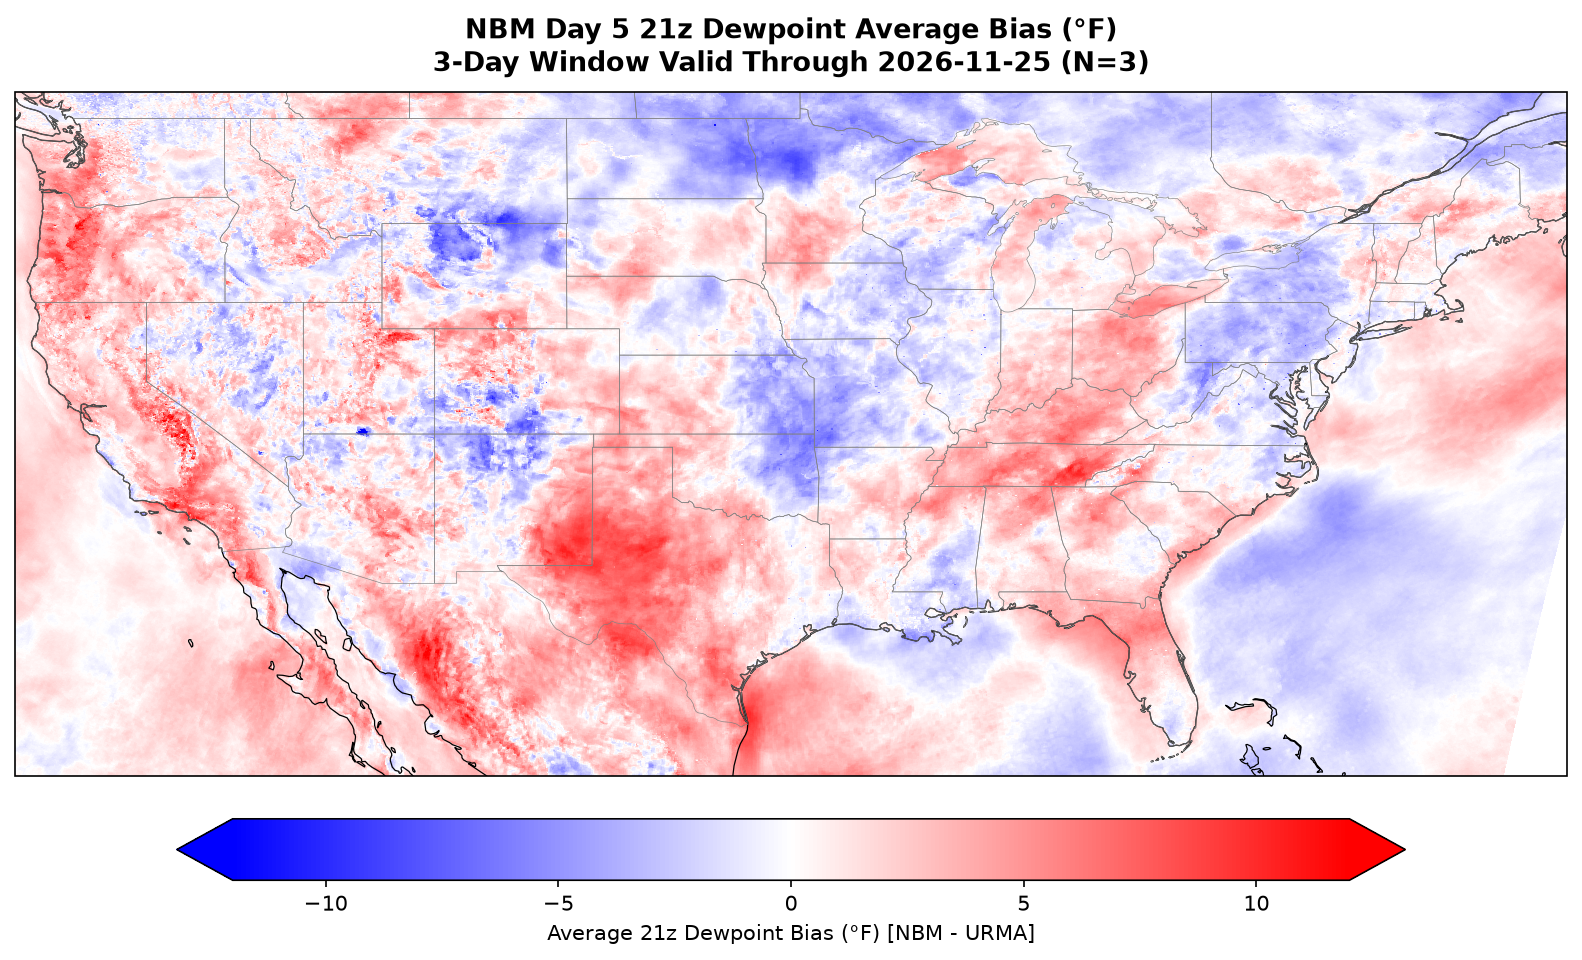 NBM Day 5 21z Dewpoint Average Bias (°F)
3-Day Window Valid Through 2026-11-25 (N=3)
−10 −5 0 5 10
Average 21z Dewpoint Bias (°F) [NBM - URMA]